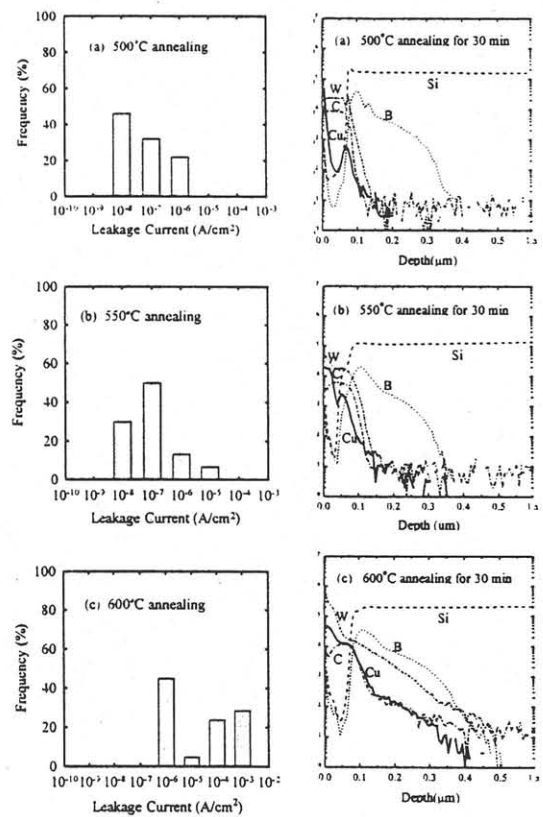 100
80
60
40
20
0
Frequency (%)
(a) 500°C annealing
10⁻¹⁰ 10⁻⁹ 10⁻⁸ 10⁻⁷ 10⁻⁶ 10⁻⁵ 10⁻⁴ 10⁻³
Leakage Current (A/cm²)
(a) 500°C annealing for 30 min
W
C
Cu
B
Si
0.0 0.1 0.2 0.3 0.4 0.5
Depth(μm)
100
80
60
40
20
0
Frequency (%)
(b) 550°C annealing
10⁻¹⁰ 10⁻⁹ 10⁻⁸ 10⁻⁷ 10⁻⁶ 10⁻⁵ 10⁻⁴ 10⁻³
Leakage Current (A/cm²)
(b) 550°C annealing for 30 min
W
C
Cu
B
Si
0.0 0.1 0.2 0.3 0.4 0.5
Depth (um)
100
80
60
40
20
0
Frequency (%)
(c) 600°C annealing
10⁻¹⁰ 10⁻⁹ 10⁻⁸ 10⁻⁷ 10⁻⁶ 10⁻⁵ 10⁻⁴ 10⁻³ 10⁻²
Leakage Current (A/cm²)
(c) 600°C annealing for 30 min
W
C
Cu
B
Si
0.0 0.1 0.2 0.3 0.4 0.5
Depth(μm)